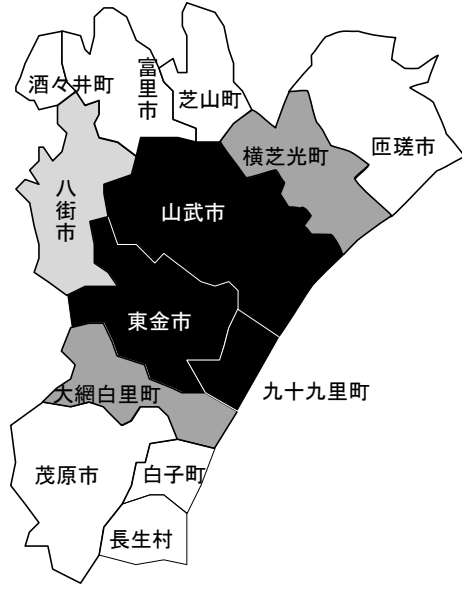 酒々井町
富里市
芝山町
横芝光町
匝瑳市
八街市
山武市
東金市
九十九里町
大網白里町
茂原市
白子町
長生村